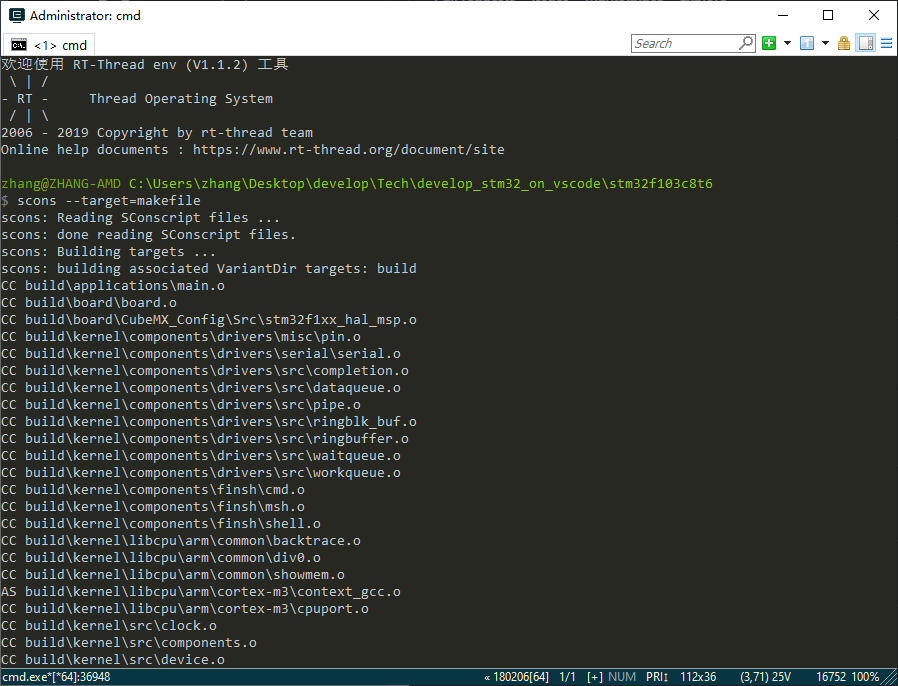 Administrator: cmd
<1> cmd
Search
欢迎使用 RT-Thread env (V1.1.2) 工具
 \ | /
- RT -     Thread Operating System
 / | \
2006 - 2019 Copyright by rt-thread team
Online help documents : https://www.rt-thread.org/document/site
zhang@ZHANG-AMD C:\Users\zhang\Desktop\develop\Tech\develop_stm32_on_vscode\stm32f103c8t6
$ scons --target=makefile
scons: Reading SConscript files ...
scons: done reading SConscript files.
scons: Building targets ...
scons: building associated VariantDir targets: build
CC build\applications\main.o
CC build\board\board.o
CC build\board\CubeMX_Config\Src\stm32f1xx_hal_msp.o
CC build\kernel\components\drivers\misc\pin.o
CC build\kernel\components\drivers\serial\serial.o
CC build\kernel\components\drivers\src\completion.o
CC build\kernel\components\drivers\src\dataqueue.o
CC build\kernel\components\drivers\src\pipe.o
CC build\kernel\components\drivers\src\ringblk_buf.o
CC build\kernel\components\drivers\src\ringbuffer.o
CC build\kernel\components\drivers\src\waitqueue.o
CC build\kernel\components\drivers\src\workqueue.o
CC build\kernel\components\finsh\cmd.o
CC build\kernel\components\finsh\msh.o
CC build\kernel\components\finsh\shell.o
CC build\kernel\libcpu\arm\common\backtrace.o
CC build\kernel\libcpu\arm\common\div0.o
CC build\kernel\libcpu\arm\common\showmem.o
AS build\kernel\libcpu\arm\cortex-m3\context_gcc.o
CC build\kernel\libcpu\arm\cortex-m3\cpuport.o
CC build\kernel\src\clock.o
CC build\kernel\src\components.o
CC build\kernel\src\device.o
cmd.exe*[*64]:36948 « 180206[64] 1/1 [+] NUM PRI↕ 112x36 (3,71) 25V 16752 100%